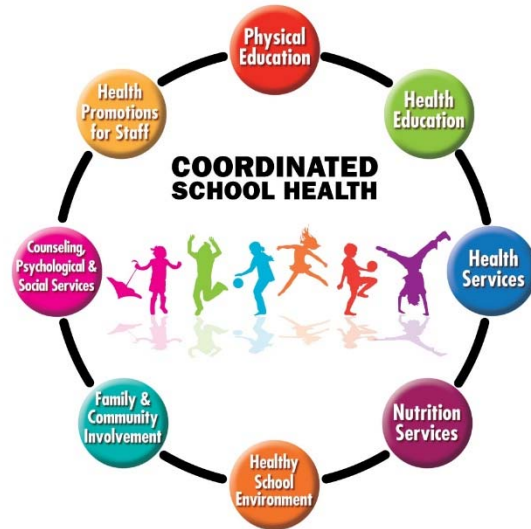 Physical
Education
Health
Education
Health
Services
Nutrition
Services
Healthy
School
Environment
Family &
Community
Involvement
Counseling,
Psychological &
Social Services
Health
Promotions
for Staff
COORDINATED
SCHOOL HEALTH